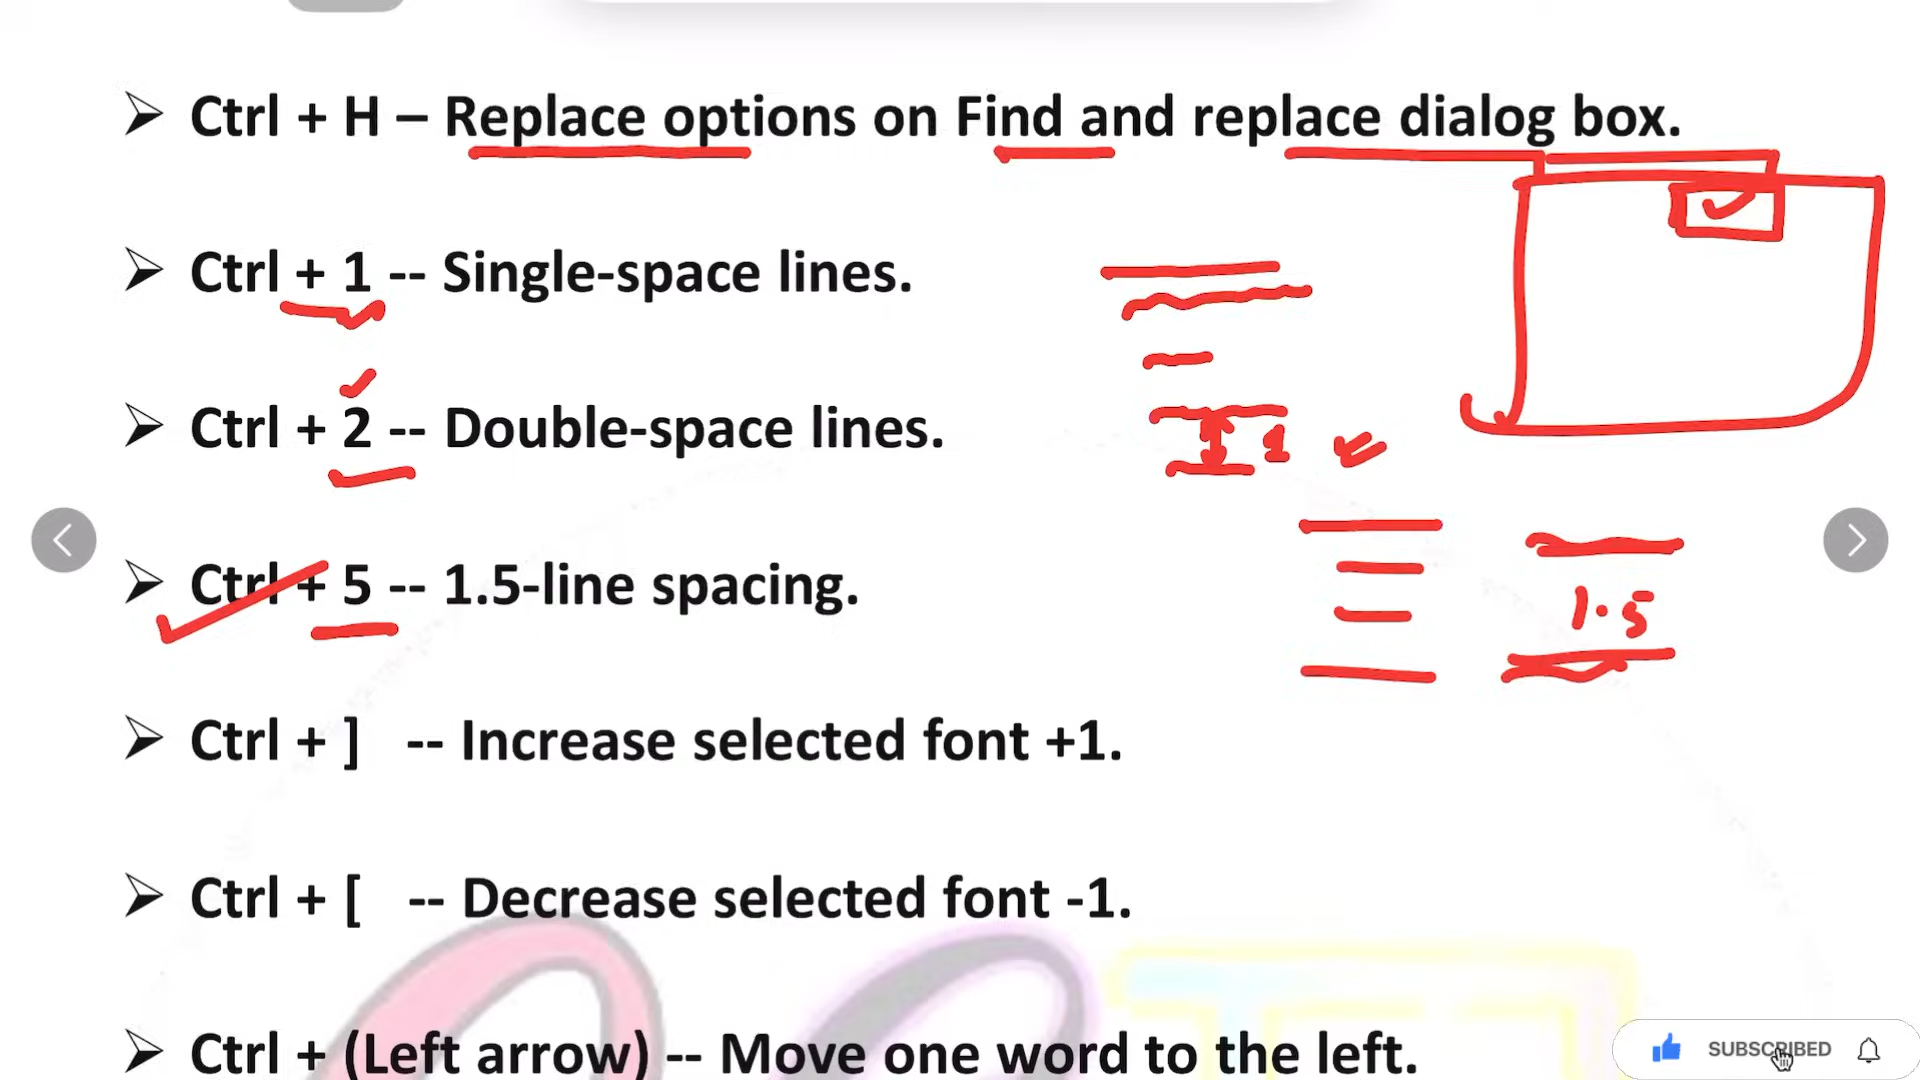 ➢ Ctrl + H – Replace options on Find and replace dialog box.
➢ Ctrl + 1 -- Single-space lines.
➢ Ctrl + 2 -- Double-space lines.
1
➢ Ctrl + 5 -- 1.5-line spacing.
1.5
➢ Ctrl + ] -- Increase selected font +1.
➢ Ctrl + [ -- Decrease selected font -1.
➢ Ctrl + (Left arrow) -- Move one word to the left.
SUBSCRIBED